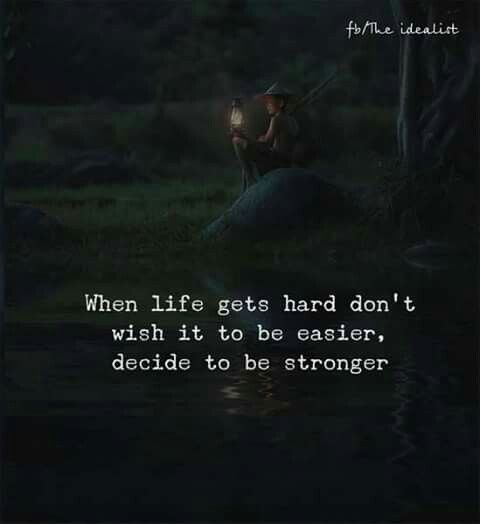 fb/The idealist
When life gets hard don't
wish it to be easier,
decide to be stronger